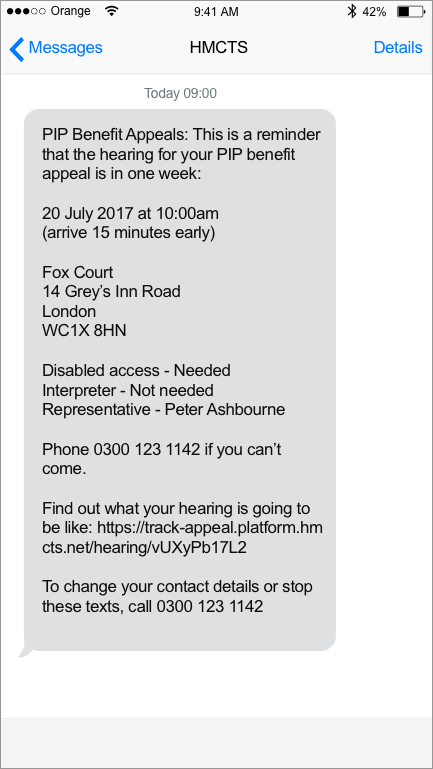 Orange 9:41 AM 42%
Messages HMCTS Details
Today 09:00
PIP Benefit Appeals: This is a reminder
that the hearing for your PIP benefit
appeal is in one week:
20 July 2017 at 10:00am
(arrive 15 minutes early)
Fox Court
14 Grey’s Inn Road
London
WC1X 8HN
Disabled access - Needed
Interpreter - Not needed
Representative - Peter Ashbourne
Phone 0300 123 1142 if you can’t
come.
Find out what your hearing is going to
be like: https://track-appeal.platform.hm
cts.net/hearing/vUXyPb17L2
To change your contact details or stop
these texts, call 0300 123 1142